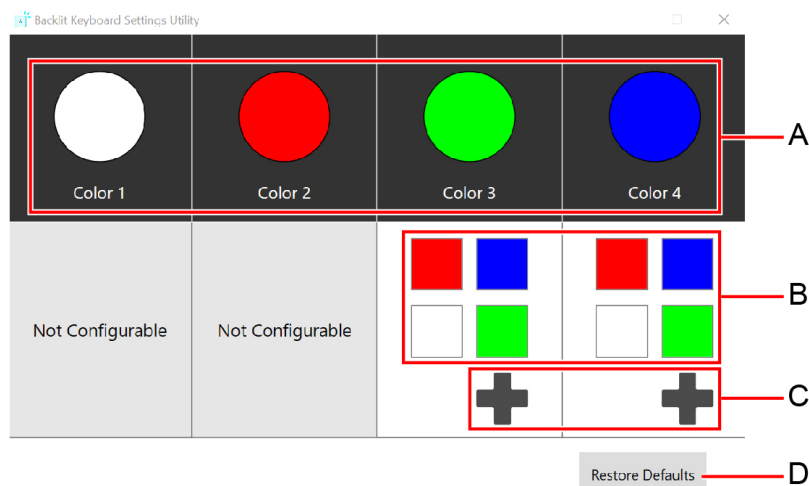 Backlit Keyboard Settings Utility
Color 1
Color 2
Color 3
Color 4
A
Not Configurable
Not Configurable
B
C
Restore Defaults
D